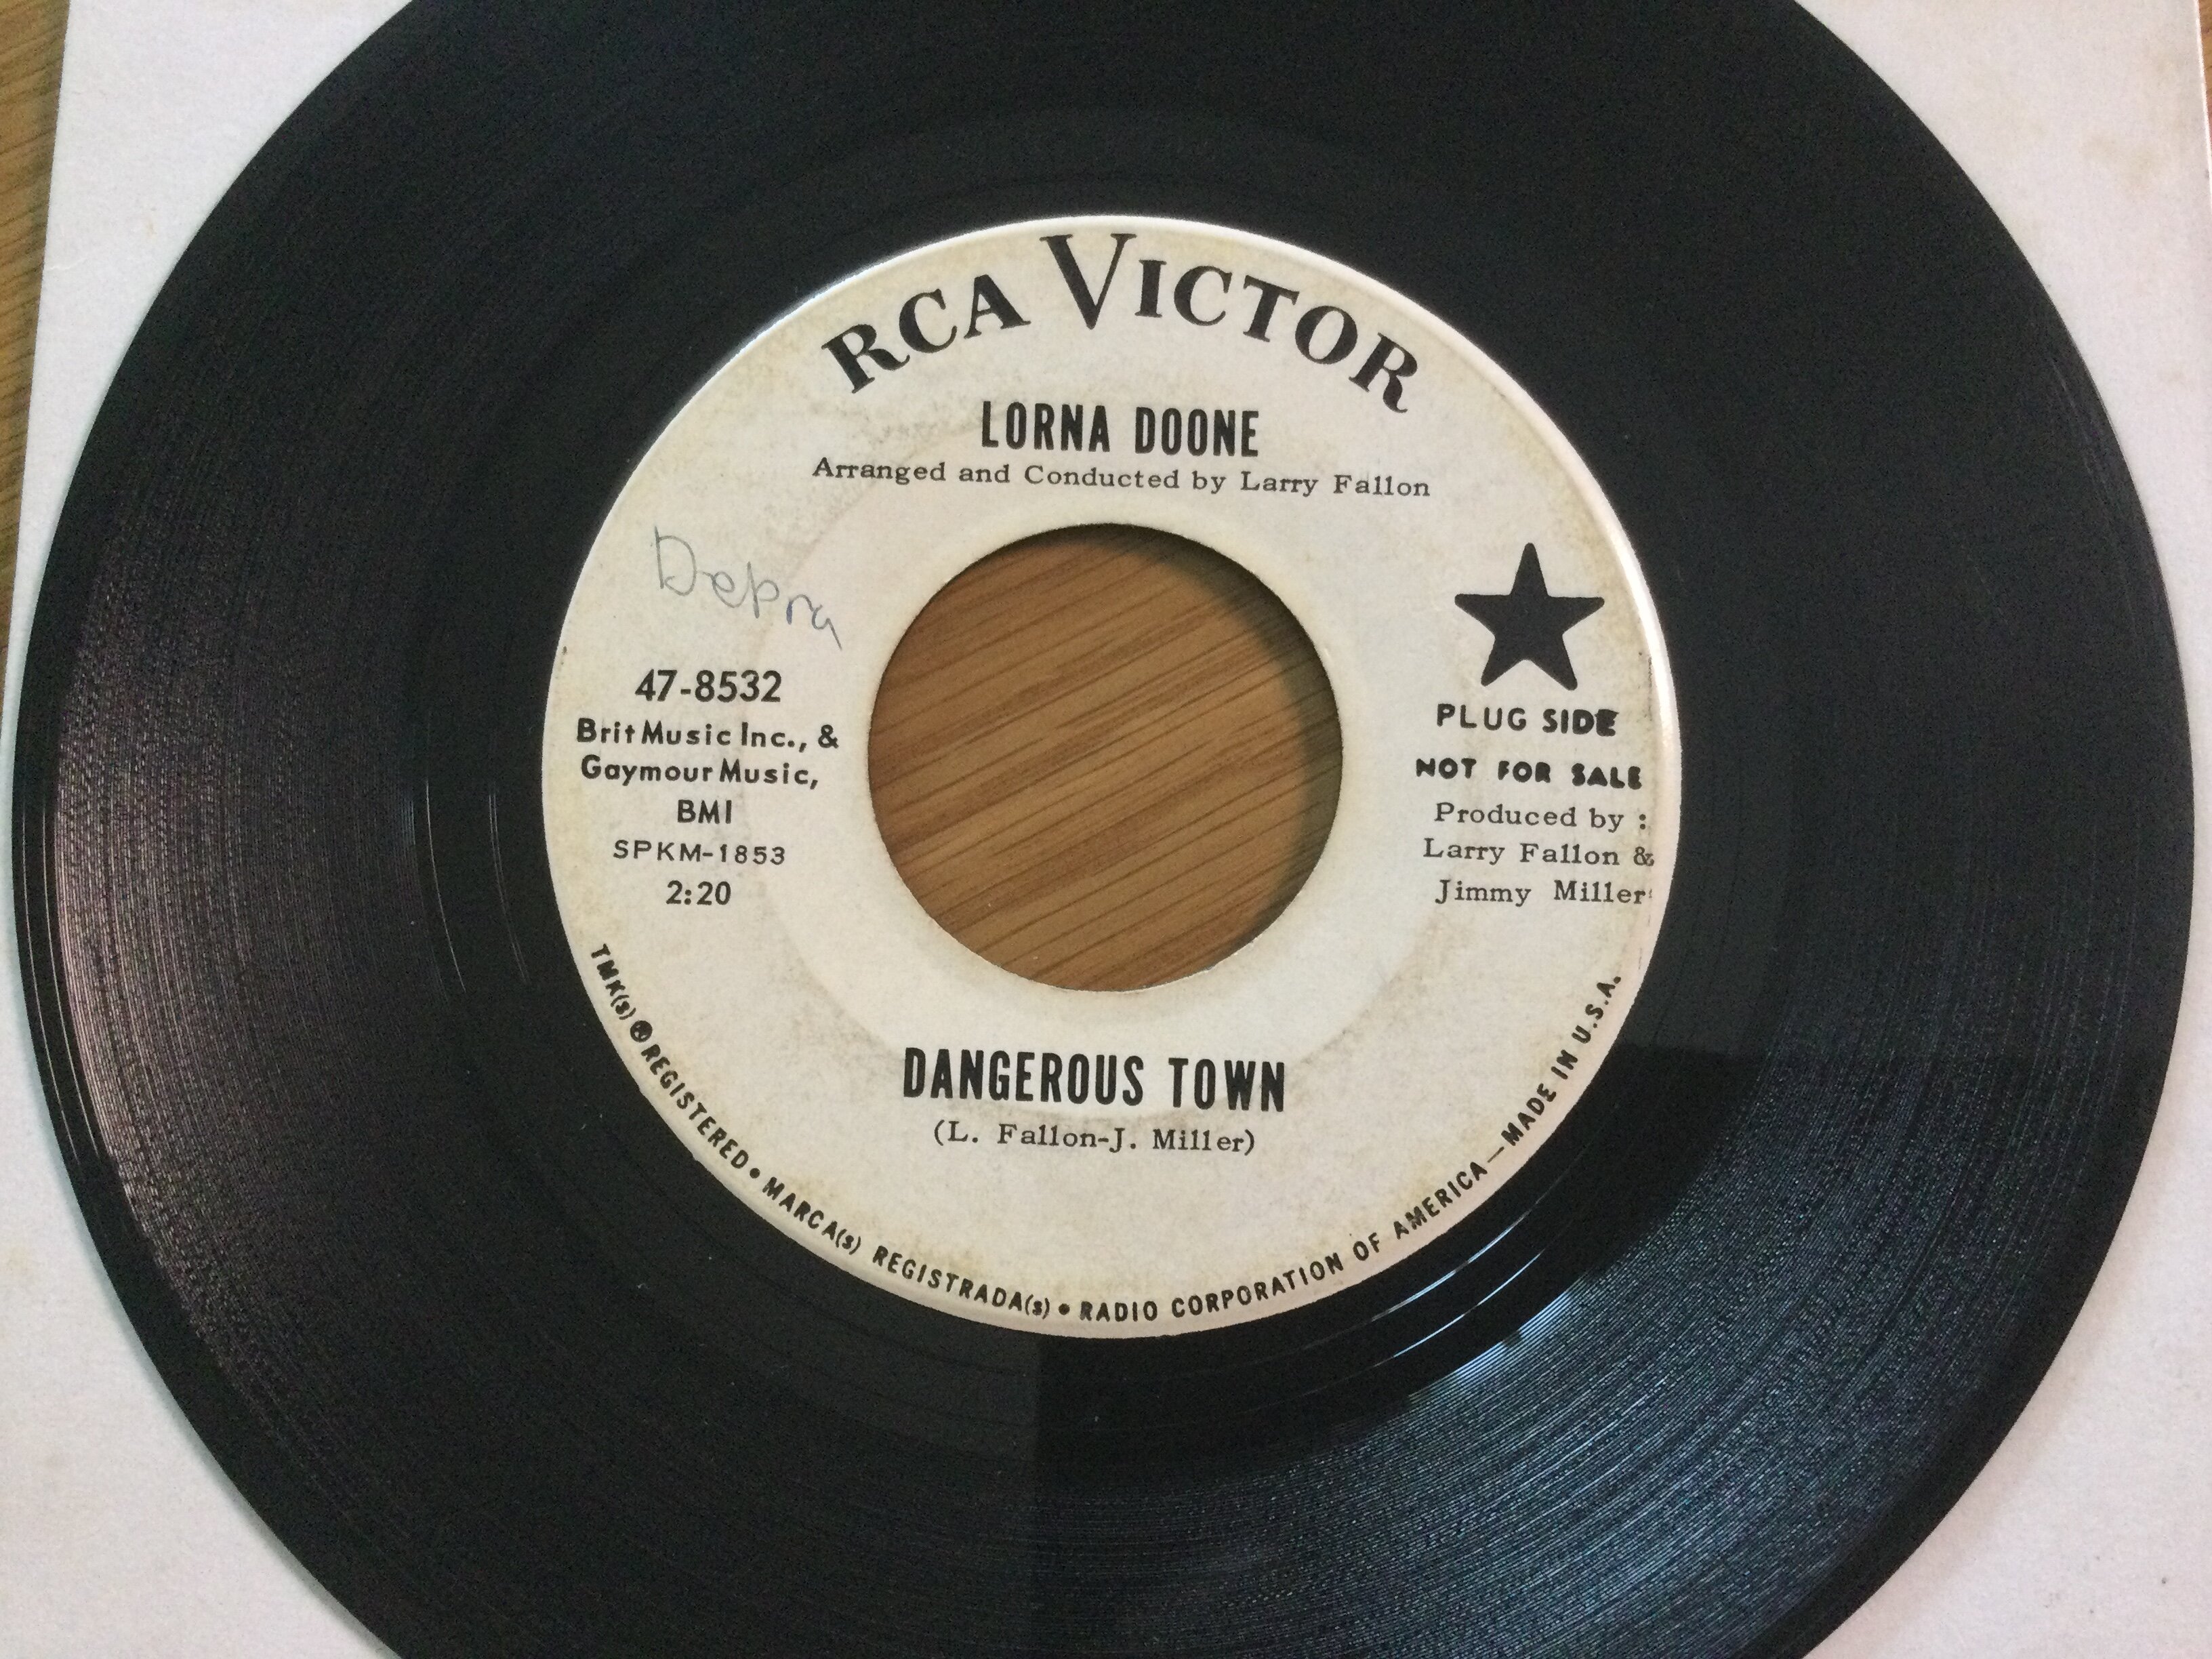 RCA VICTOR
LORNA DOONE
Arranged and Conducted by Larry Fallon
Debra
47-8532
Brit Music Inc., &
Gaymour Music,
BMI
SPKM-1853
2:20
★
PLUG SIDE
NOT FOR SALE
Produced by :
Larry Fallon &
Jimmy Miller
DANGEROUS TOWN
(L. Fallon-J. Miller)
TMK(s) ® REGISTERED • MARCA(s) REGISTRADA(s) • RADIO CORPORATION OF AMERICA — MADE IN U.S.A.